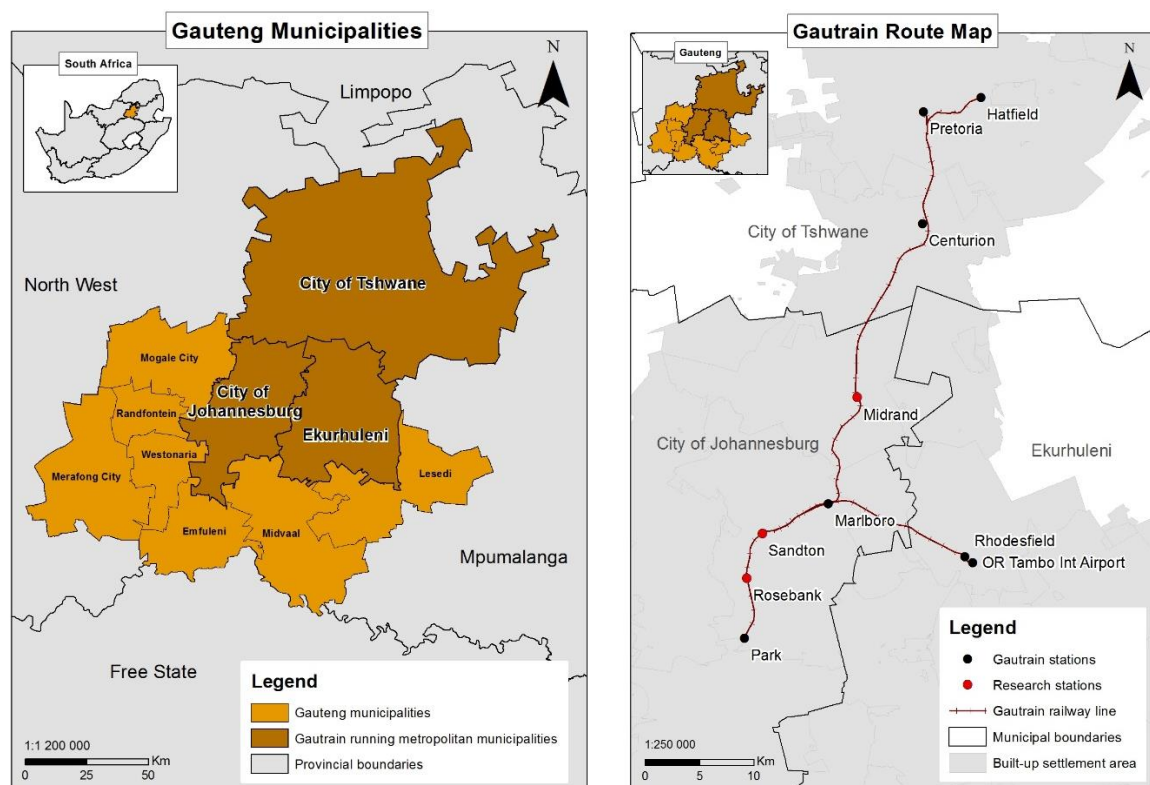 Gauteng Municipalities
South Africa
N
Limpopo
North West
City of Tshwane
Mogale City
City of
Johannesburg
Randfontein
Ekurhuleni
Westonaria
Merafong City
Lesedi
Emfuleni
Midvaal
Mpumalanga
Free State
Legend
Gauteng municipalities
Gautrain running metropolitan municipalities
Provincial boundaries
1:1 200 000
Km
0 25 50
Gautrain Route Map
Gauteng
N
Hatfield
Pretoria
City of Tshwane
Centurion
Midrand
City of Johannesburg
Ekurhuleni
Marlboro
Sandton
Rhodesfield
OR Tambo Int Airport
Rosebank
Park
Legend
Gautrain stations
Research stations
Gautrain railway line
Municipal boundaries
Built-up settlement area
1:250 000
Km
0 5 10